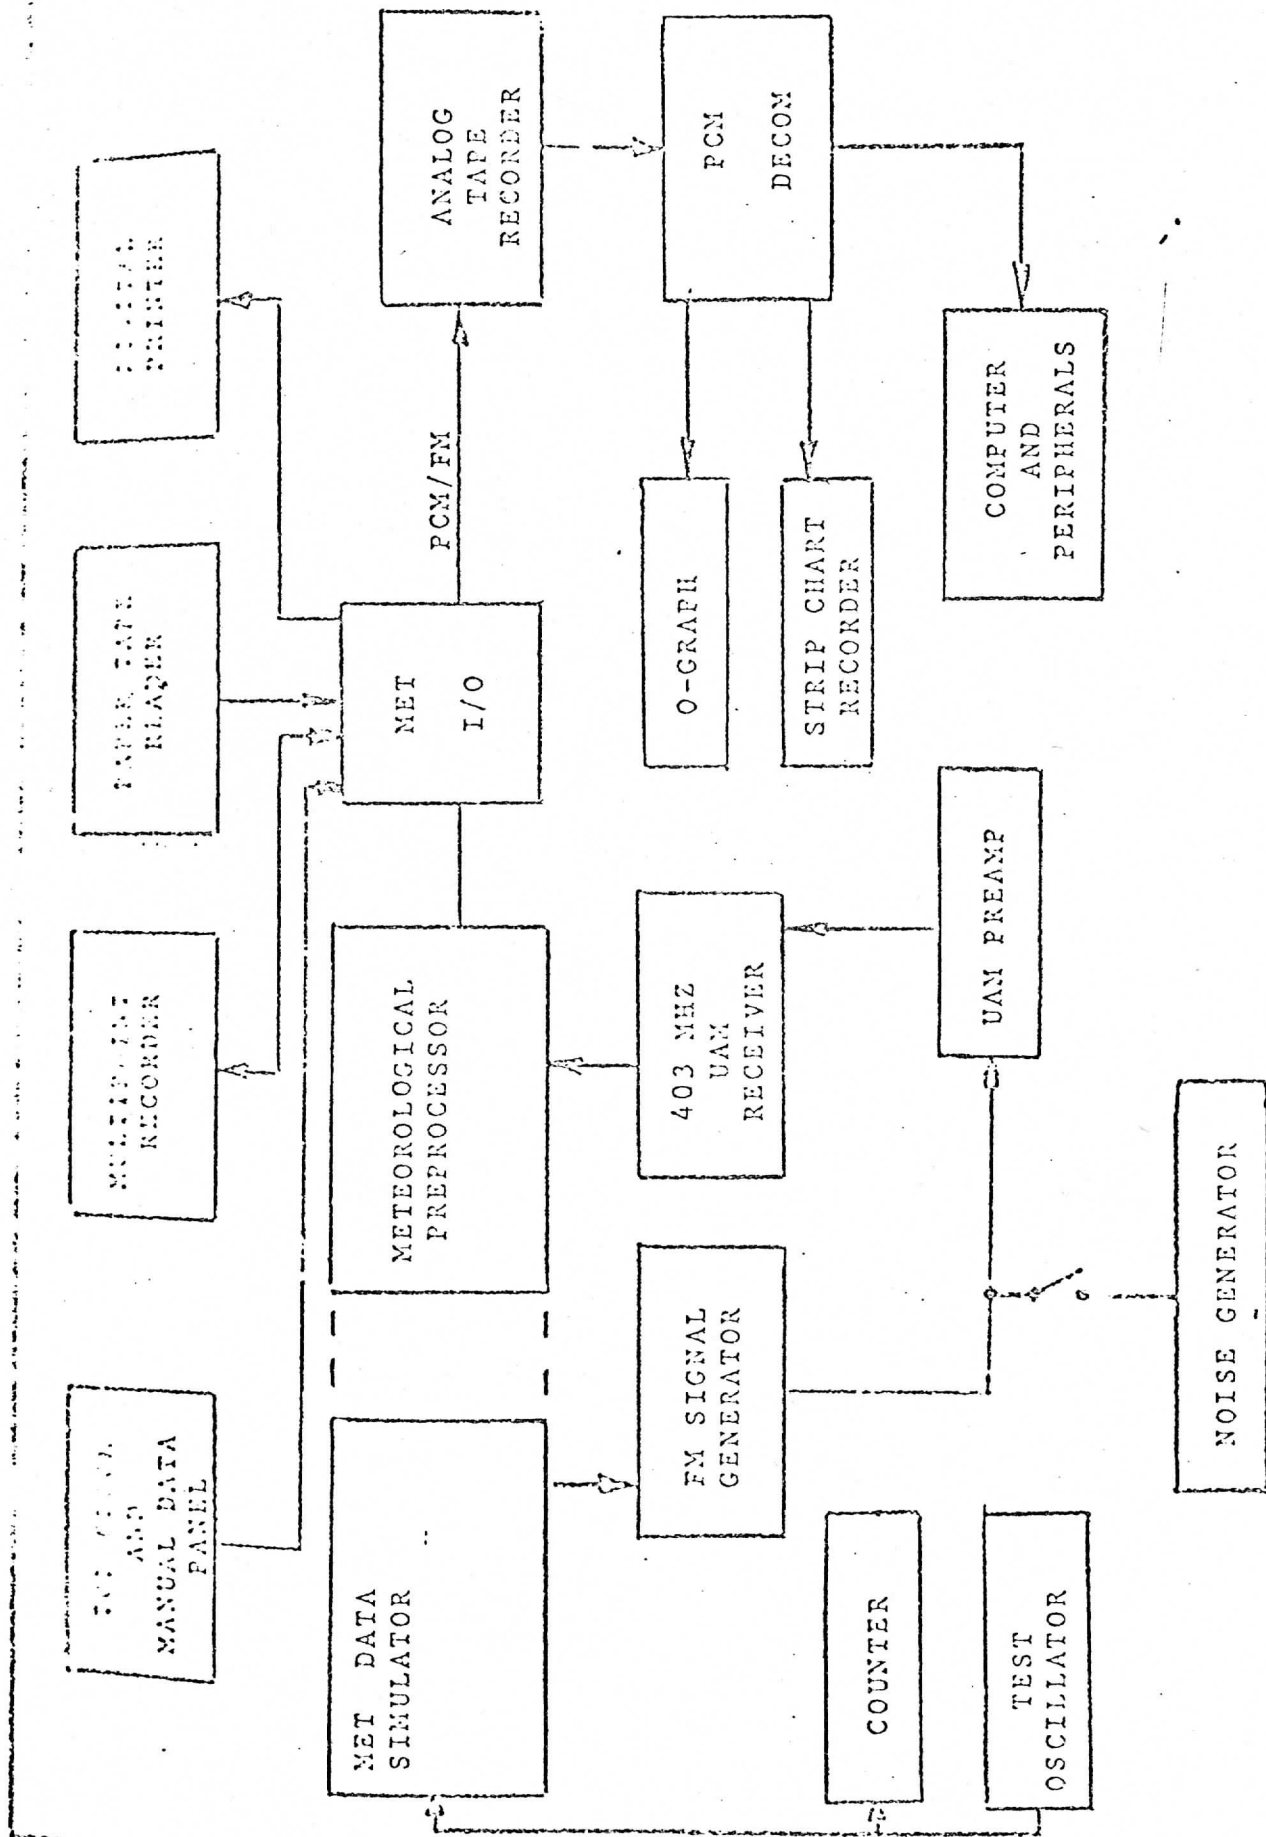 AND
MANUAL DATA
PANEL
RECORDER
READER
PRINTER
MET DATA
SIMULATOR
METEOROLOGICAL
PREPROCESSOR
MET
I/O
PCM/FM
ANALOG
TAPE
RECORDER
FM SIGNAL
GENERATOR
403 MHZ
UAM
RECEIVER
O-GRAPH
STRIP CHART
RECORDER
PCM
DECOM
COUNTER
TEST
OSCILLATOR
UAM PREAMP
COMPUTER
AND
PERIPHERALS
NOISE GENERATOR